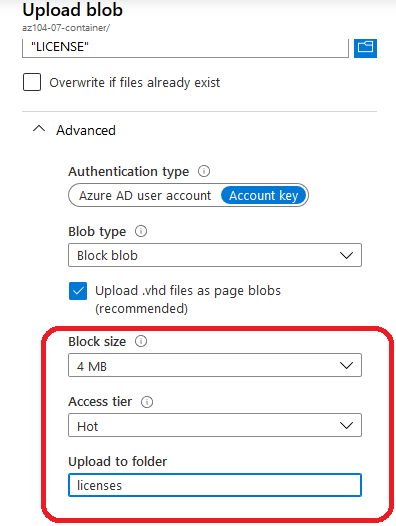 Upload blob
az104-07-container/
"LICENSE"
Overwrite if files already exist
Advanced
Authentication type
Azure AD user account Account key
Blob type
Block blob
Upload .vhd files as page blobs
(recommended)
Block size
4 MB
Access tier
Hot
Upload to folder
licenses